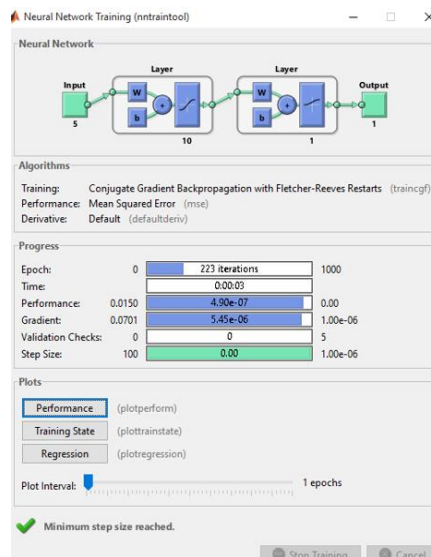 Neural Network Training (nntraintool)
Neural Network
Layer Layer
Input Output
W W
b b
5 10 1 1
Algorithms
Training: Conjugate Gradient Backpropagation with Fletcher-Reeves Restarts (traincgf)
Performance: Mean Squared Error (mse)
Derivative: Default (defaultderiv)
Progress
Epoch: 0 223 iterations 1000
Time: 0:00:03
Performance: 0.0150 4.90e-07 0.00
Gradient: 0.0701 5.45e-06 1.00e-06
Validation Checks: 0 0 5
Step Size: 100 0.00 1.00e-06
Plots
Performance (plotperform)
Training State (plottrainstate)
Regression (plotregression)
Plot Interval: 1 epochs
Minimum step size reached.
Stop Training Cancel